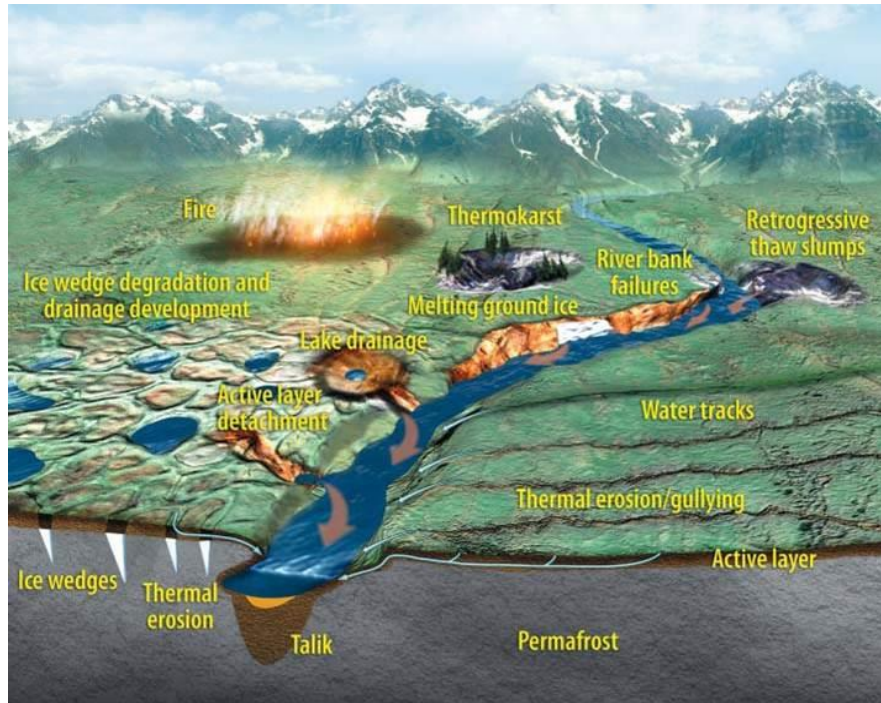 Fire
Thermokarst
Retrogressive
thaw slumps
River bank
failures
Ice wedge degradation and
drainage development
Melting ground ice
Lake drainage
Active layer
detachment
Water tracks
Thermal erosion/gullying
Active layer
Ice wedges
Thermal
erosion
Talik
Permafrost